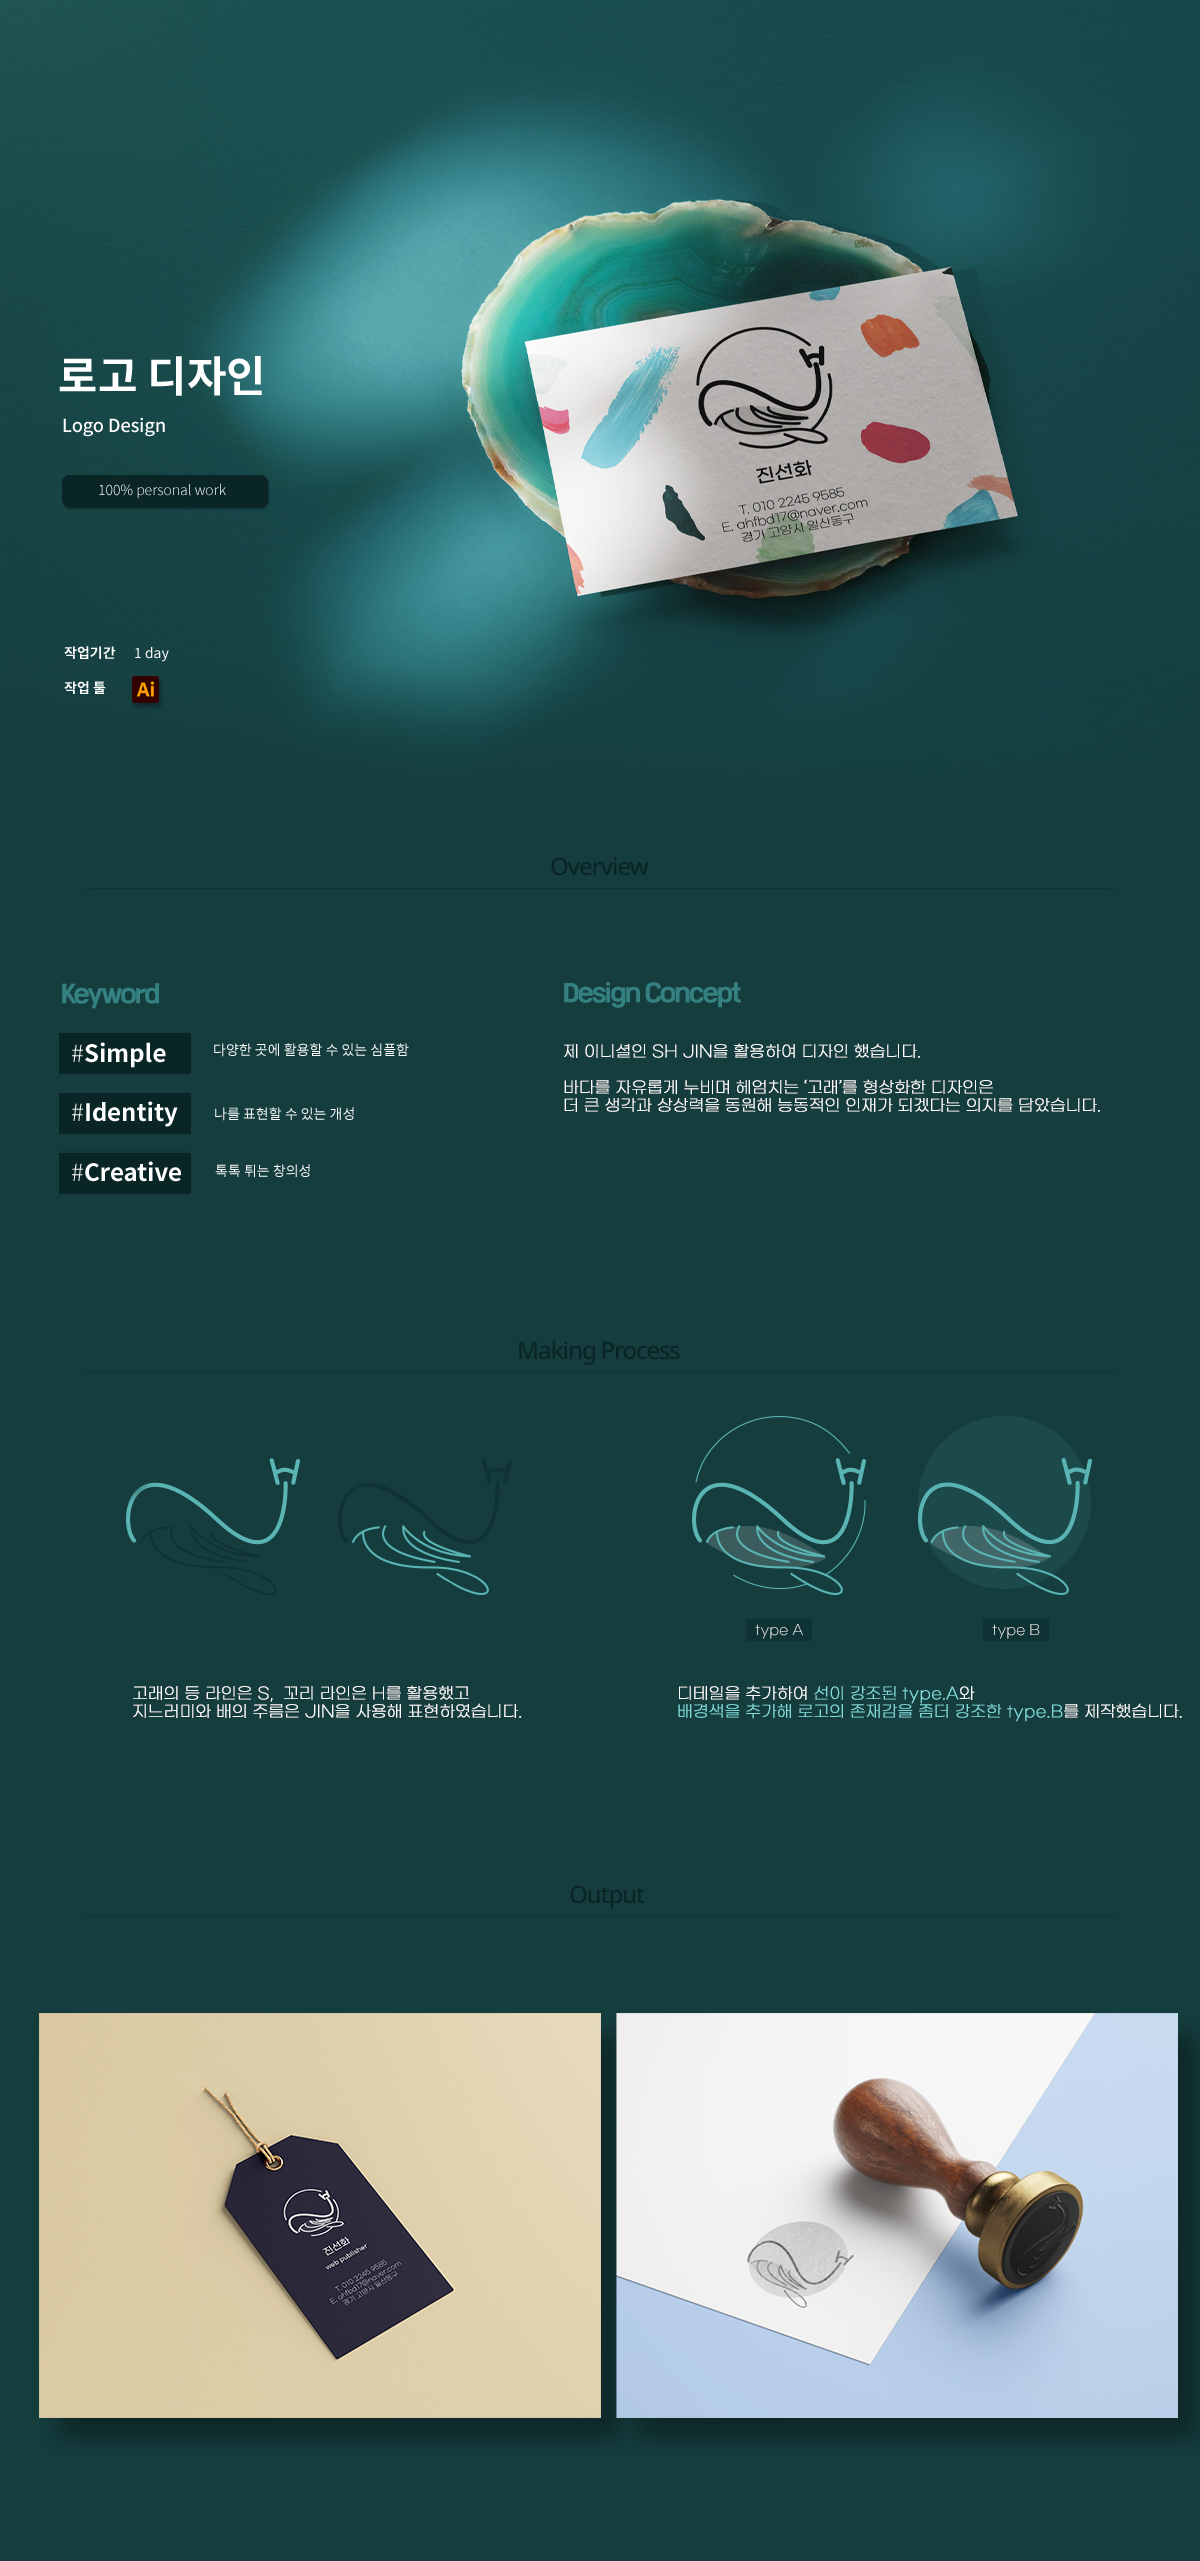 로고 디자인
Logo Design
100% personal work
작업기간 1 day
작업 툴 Ai
진선화
T. 010 2245 9585
E. ahfbd17@naver.com
경기 고양시 일산동구
Overview
Keyword
#Simple 다양한 곳에 활용할 수 있는 심플함
#Identity 나를 표현할 수 있는 개성
#Creative 톡톡 튀는 창의성
Design Concept
제 이니셜인 SH JIN을 활용하여 디자인 했습니다.
바다를 자유롭게 누비며 헤엄치는 ‘고래’를 형상화한 디자인은
더 큰 생각과 상상력을 동원해 능동적인 인재가 되겠다는 의지를 담았습니다.
Making Process
type A
type B
고래의 등 라인은 S, 꼬리 라인은 H를 활용했고
지느러미와 배의 주름은 JIN을 사용해 표현하였습니다.
디테일을 추가하여 선이 강조된 type.A와
배경색을 추가해 로고의 존재감을 좀더 강조한 type.B를 제작했습니다.
Output
진선화
web publisher
T. 010 2245 9585
E. ahfbd17@naver.com
경기 고양시 일산동구